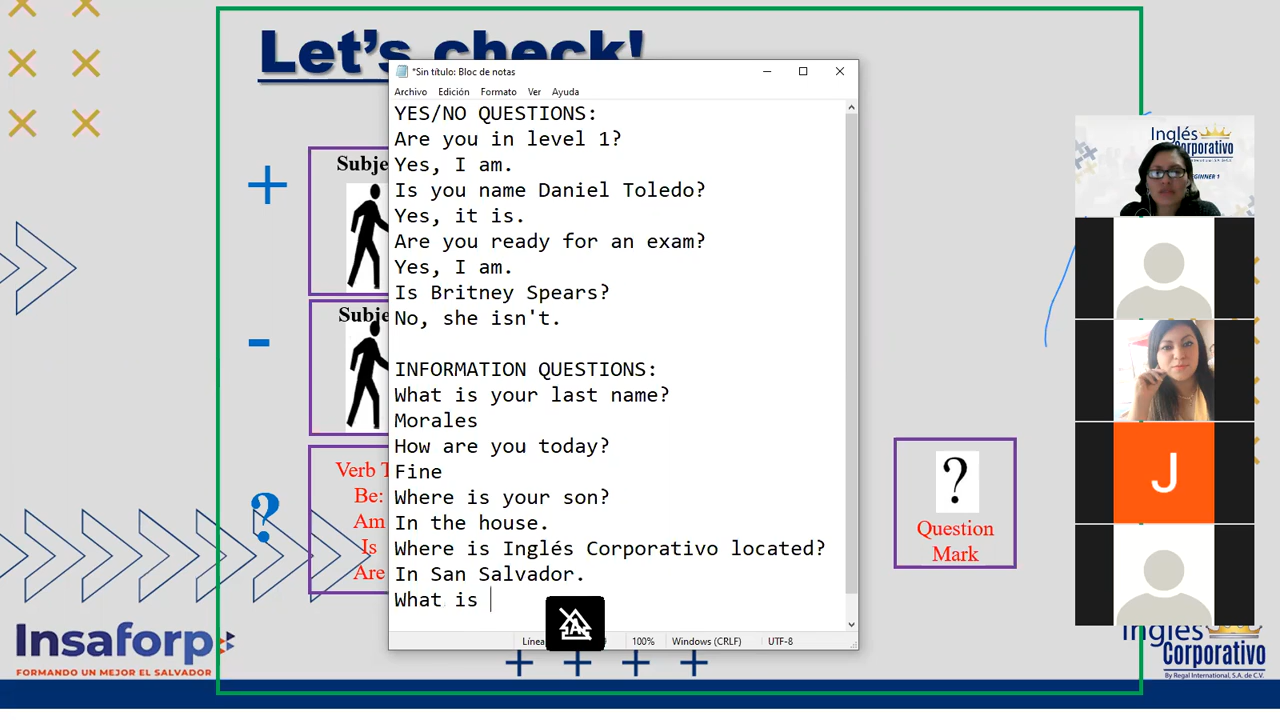 Let's check!
*Sin título: Bloc de notas
Archivo Edición Formato Ver Ayuda
YES/NO QUESTIONS:
Are you in level 1?
Yes, I am.
Is you name Daniel Toledo?
Yes, it is.
Are you ready for an exam?
Yes, I am.
Is Britney Spears?
No, she isn't.
INFORMATION QUESTIONS:
What is your last name?
Morales
How are you today?
Fine
Where is your son?
In the house.
Where is Inglés Corporativo located?
In San Salvador.
What is
100% Windows (CRLF) UTF-8
+
Subje
-
Subje
?
Verb T
Be:
Am
Is
Are
?
Question
Mark
Inglés
Corporativo
J
Insaforp
FORMANDO UN MEJOR EL SALVADOR
Inglés
Corporativo
By Regal International, S.A. de C.V.